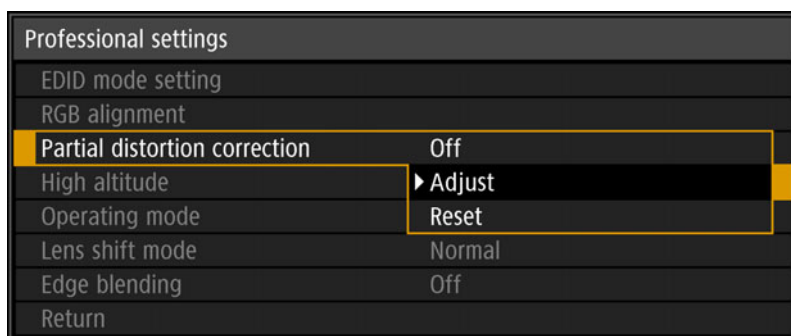 Professional settings
EDID mode setting
RGB alignment
Partial distortion correction Off
High altitude Adjust
Operating mode Reset
Lens shift mode Normal
Edge blending Off
Return